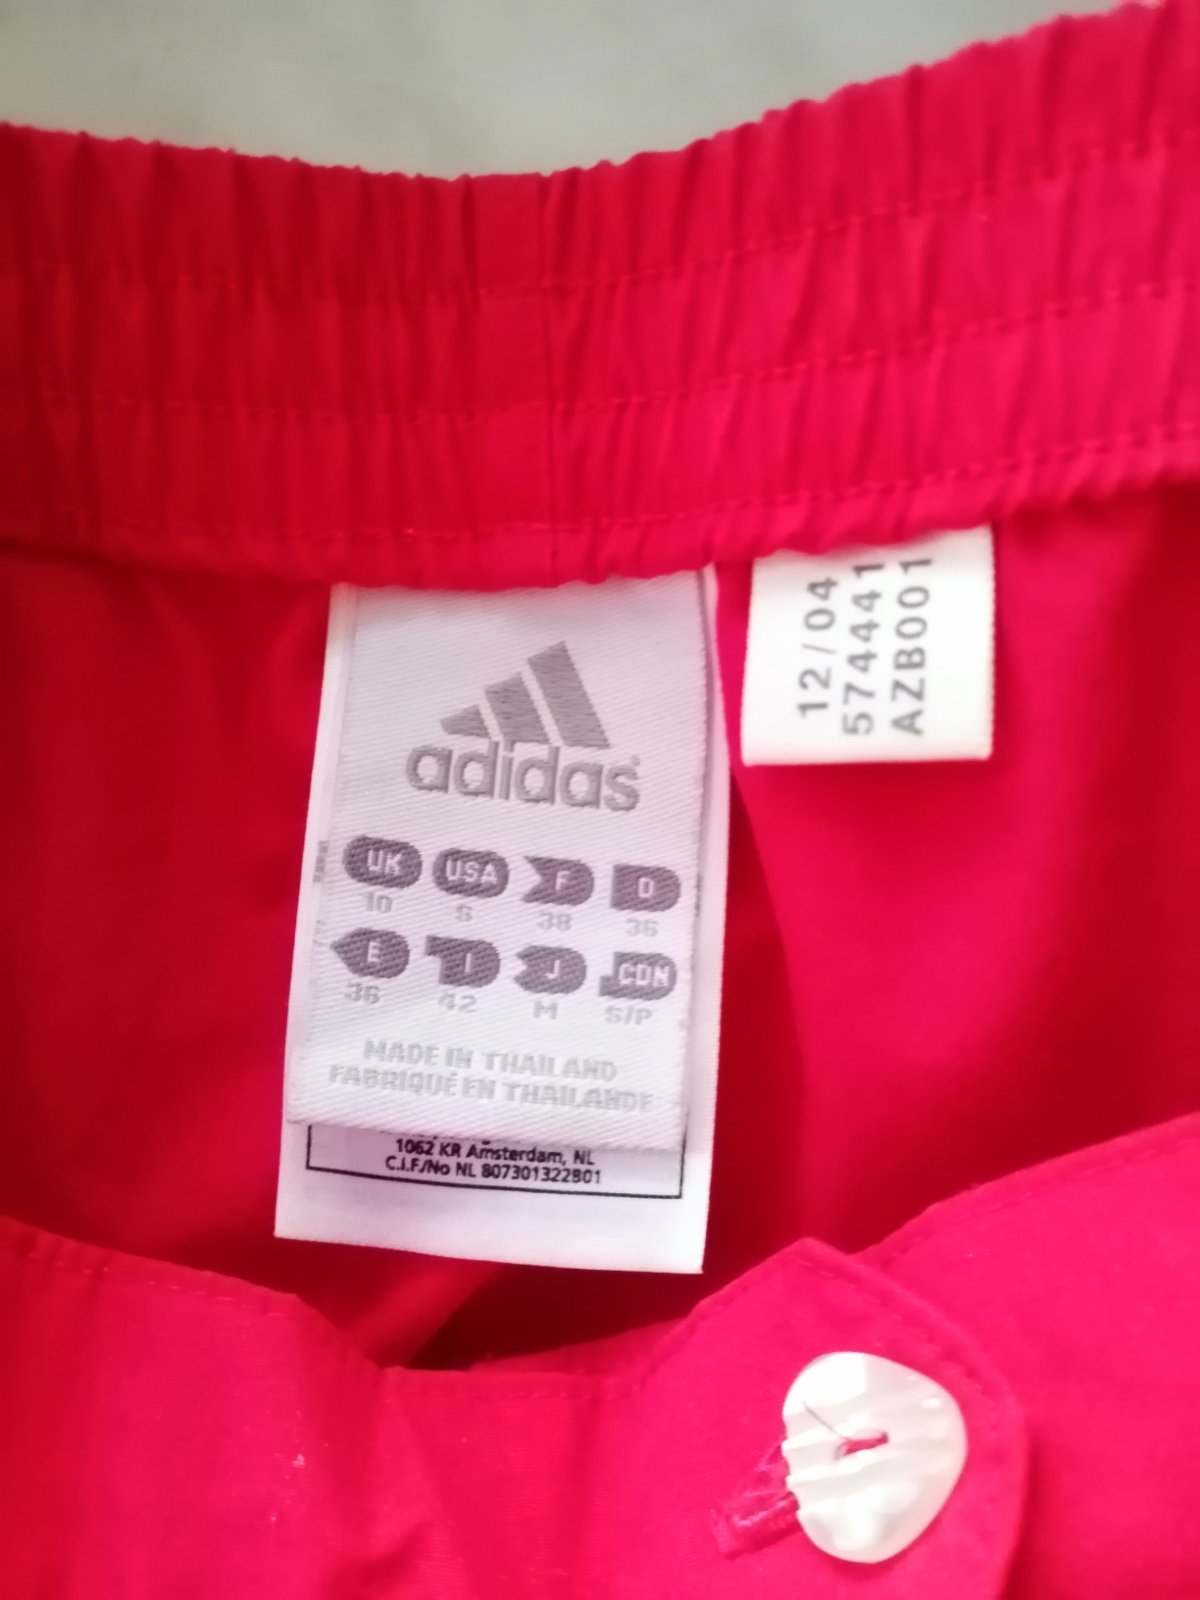 adidas
UK USA F D
10 S 38 36
E I J CDN
36 42 M S/P
MADE IN THAILAND
FABRIQUÉ EN THAILANDE
1062 KR Amsterdam, NL
C.I.F./No NL 807301322B01
12/04
574441
AZB001